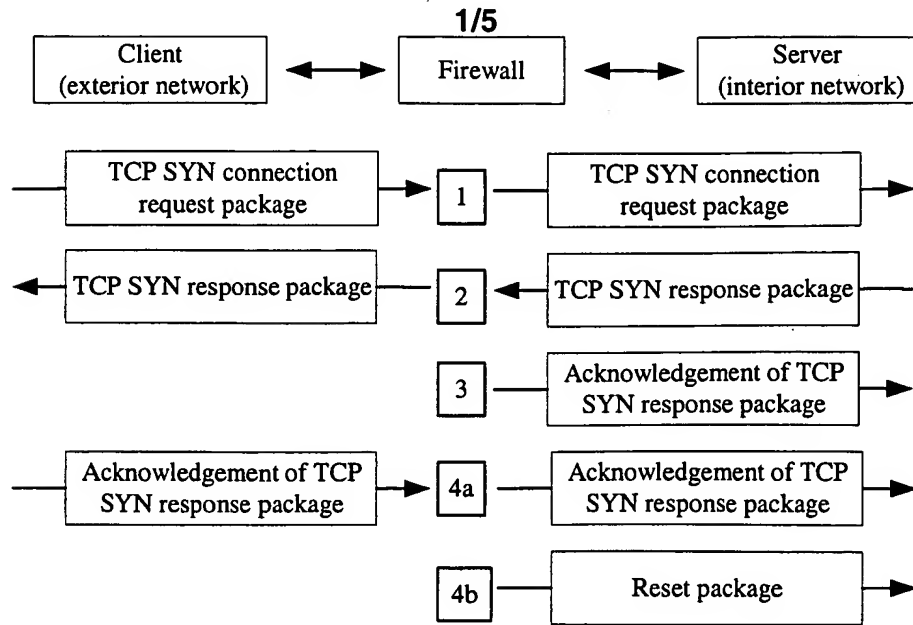 1/5
Client
(exterior network)
Firewall
Server
(interior network)
TCP SYN connection
request package
1
TCP SYN connection
request package
TCP SYN response package
2
TCP SYN response package
3
Acknowledgement of TCP
SYN response package
Acknowledgement of TCP
SYN response package
4a
Acknowledgement of TCP
SYN response package
4b
Reset package